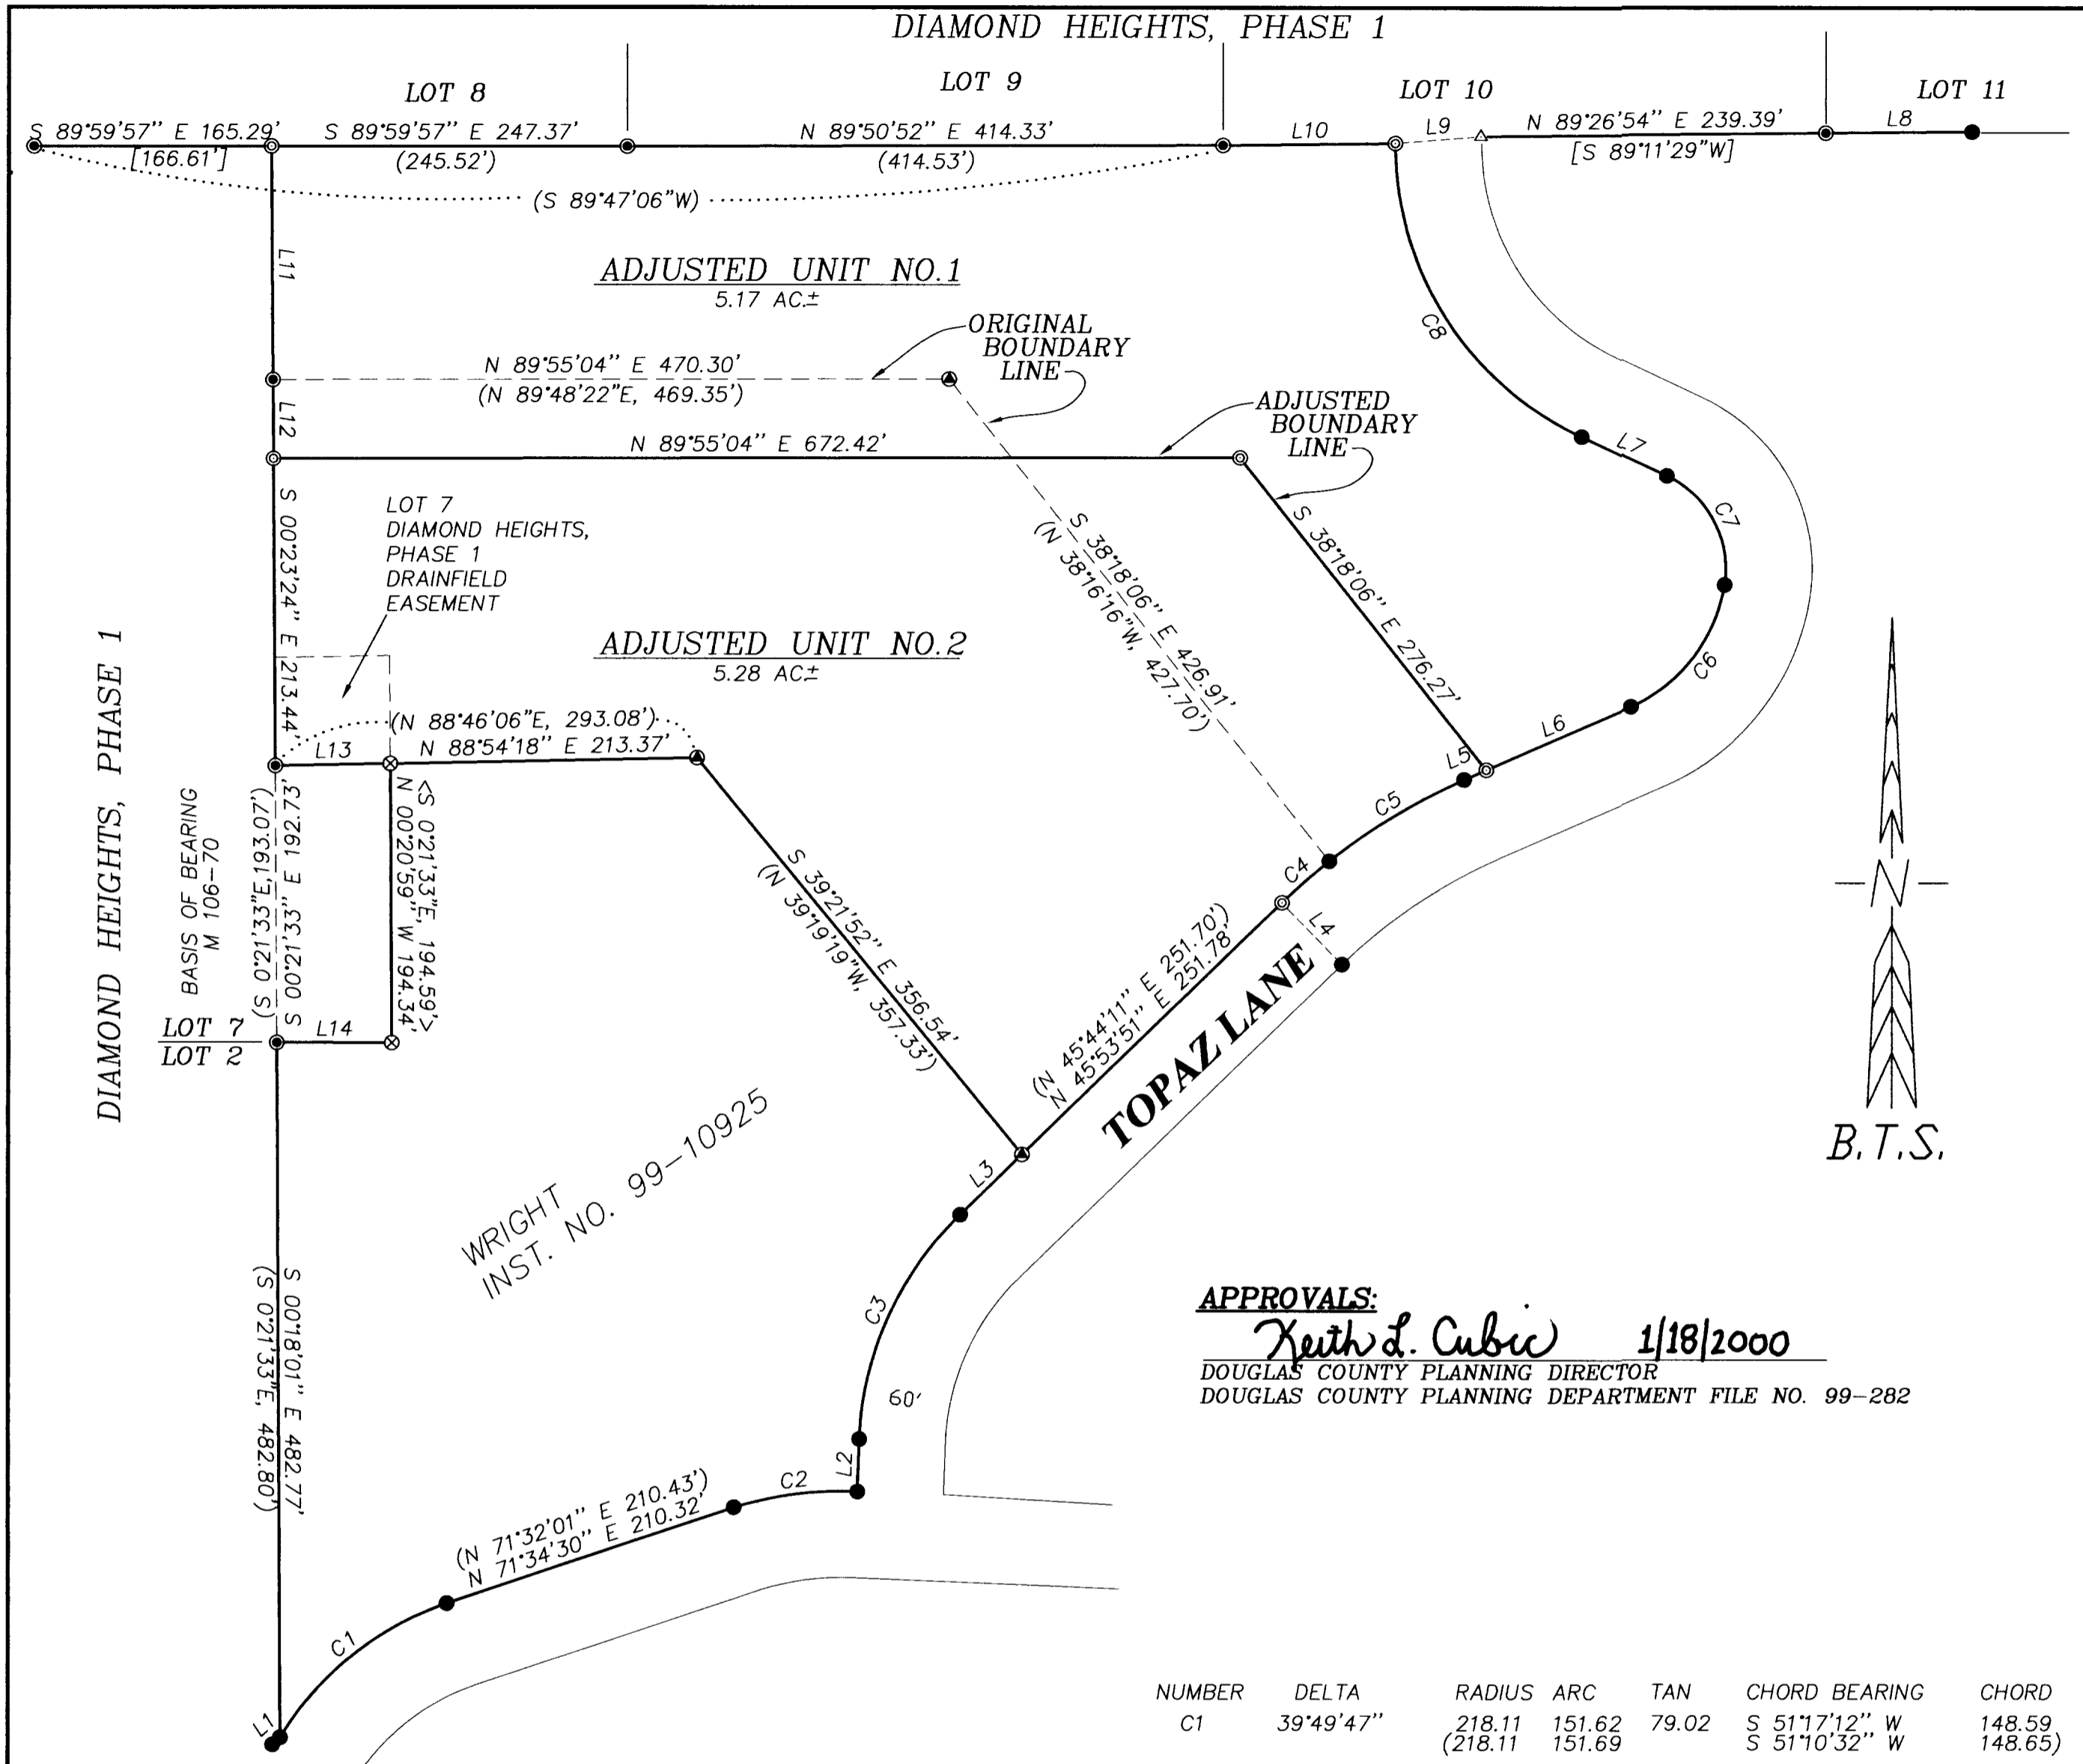 DIAMOND HEIGHTS, PHASE 1
LOT 8
LOT 9
LOT 10
LOT 11
S 89°59'57" E 165.29'
[166.61']
S 89°59'57" E 247.37'
(245.52')
N 89°50'52" E 414.33'
(414.53')
L10
L9
N 89°26'54" E 239.39'
[S 89°11'29"W]
L8
(S 89°47'06"W)
L11
ADJUSTED UNIT NO.1
5.17 AC.±
C8
ORIGINAL
BOUNDARY
LINE
N 89°55'04" E 470.30'
(N 89°48'22"E, 469.35')
L12
ADJUSTED
BOUNDARY
LINE
N 89°55'04" E 672.42'
L7
C7
S 00°23'24" E 213.44'
LOT 7
DIAMOND HEIGHTS,
PHASE 1
DRAINFIELD
EASEMENT
S 38°18'06" E 426.91'
(N 38°16'16"W, 427.70')
S 38°18'06" E 276.27'
ADJUSTED UNIT NO.2
5.28 AC±
C6
L6
L5
C5
C4
L4
(N 88°46'06"E, 293.08')
L13
N 88°54'18" E 213.37'
DIAMOND HEIGHTS, PHASE 1
BASIS OF BEARING
M 106-70
(S 0°21'33"E,193.07')
S 00°21'33" E 192.73'
<S 0°21'33"E, 194.59'>
N 00°20'59" W 194.34'
S 39°21'52" E 356.54'
(N 39°19'19"W, 357.33')
LOT 7
LOT 2
L14
(N 45°44'11" E 251.70')
N 45°53'51" E 251.78'
TOPAZ LANE
N
B.T.S.
WRIGHT
INST. NO. 99-10925
L3
C3
60'
L2
C2
S 00°18'01" E 482.77'
(S 0°21'33"E, 482.80')
(N 71°32'01" E 210.43')
N 71°34'30" E 210.32'
C1
L1
APPROVALS:
Keith L. Cubic 1/18/2000
DOUGLAS COUNTY PLANNING DIRECTOR
DOUGLAS COUNTY PLANNING DEPARTMENT FILE NO. 99-282
NUMBER DELTA RADIUS ARC TAN CHORD BEARING CHORD
C1 39°49'47" 218.11 151.62 79.02 S 51°17'12" W 148.59
(218.11 151.69 S 51°10'32" W 148.65)